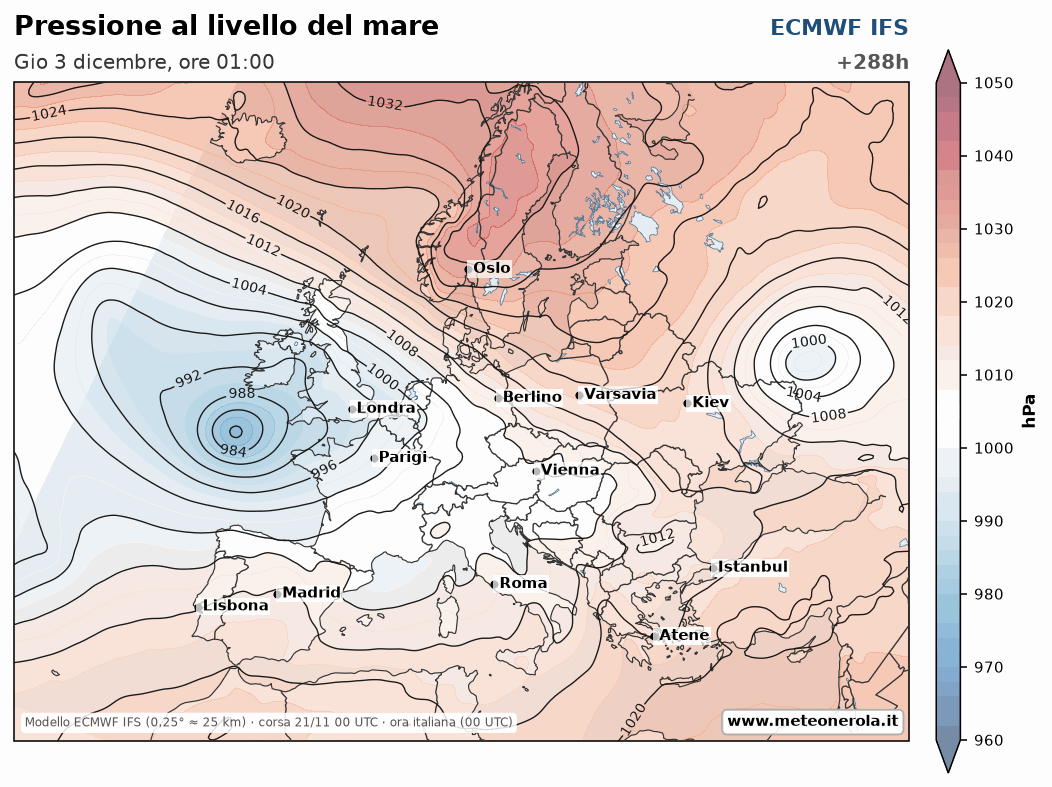 Pressione al livello del mare
ECMWF IFS
Gio 3 dicembre, ore 01:00
+288h
1024
1032
1020
1016
1012
1004
1008
1000
992
988
984
996
1000
1004
1008
1012
1012
1020
Oslo
Berlino
Varsavia
Kiev
Londra
Parigi
Vienna
Istanbul
Roma
Madrid
Lisbona
Atene
1050
1040
1030
1020
1010
1000
990
980
970
960
hPa
Modello ECMWF IFS (0,25° ≈ 25 km) · corsa 21/11 00 UTC · ora italiana (00 UTC)
www.meteonerola.it